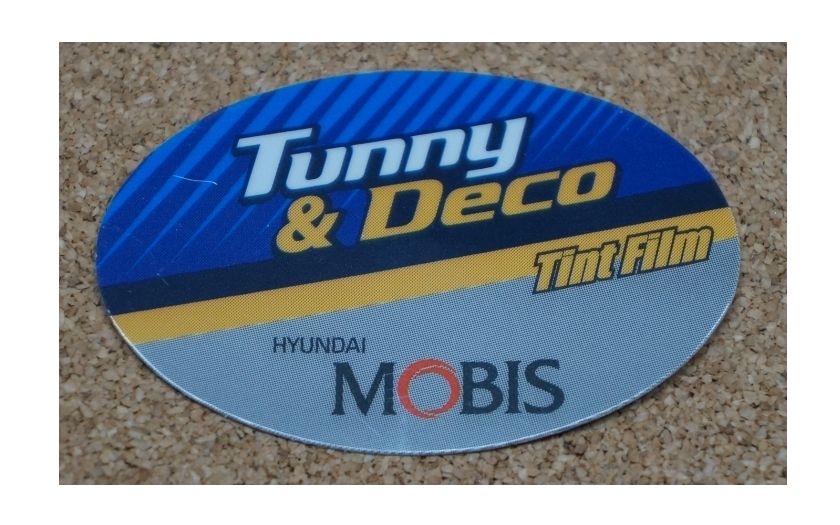 Tunny
& Deco
Tint Film
HYUNDAI
MOBIS